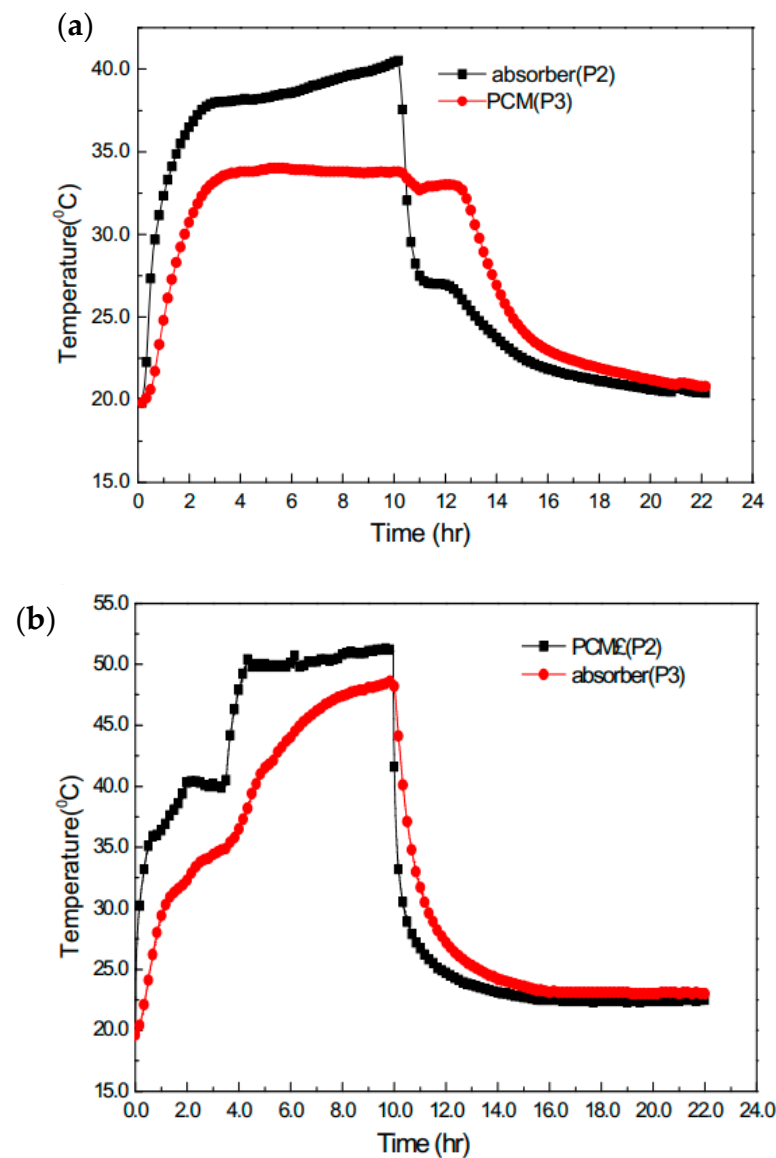 (a)
absorber(P2)
PCM(P3)
40.0
35.0
30.0
25.0
20.0
15.0
Temperature(⁰C)
0 2 4 6 8 10 12 14 16 18 20 22 24
Time (hr)
(b)
PCM£(P2)
absorber(P3)
55.0
50.0
45.0
40.0
35.0
30.0
25.0
20.0
15.0
Temperature(⁰C)
0.0 2.0 4.0 6.0 8.0 10.0 12.0 14.0 16.0 18.0 20.0 22.0 24.0
Time (hr)